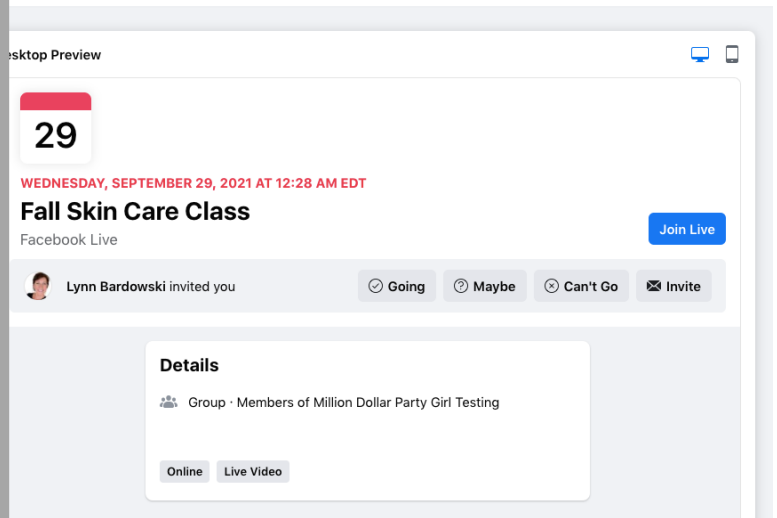 esktop Preview
29
WEDNESDAY, SEPTEMBER 29, 2021 AT 12:28 AM EDT
Fall Skin Care Class
Facebook Live
Join Live
Lynn Bardowski invited you
Going
Maybe
Can't Go
Invite
Details
Group · Members of Million Dollar Party Girl Testing
Online
Live Video